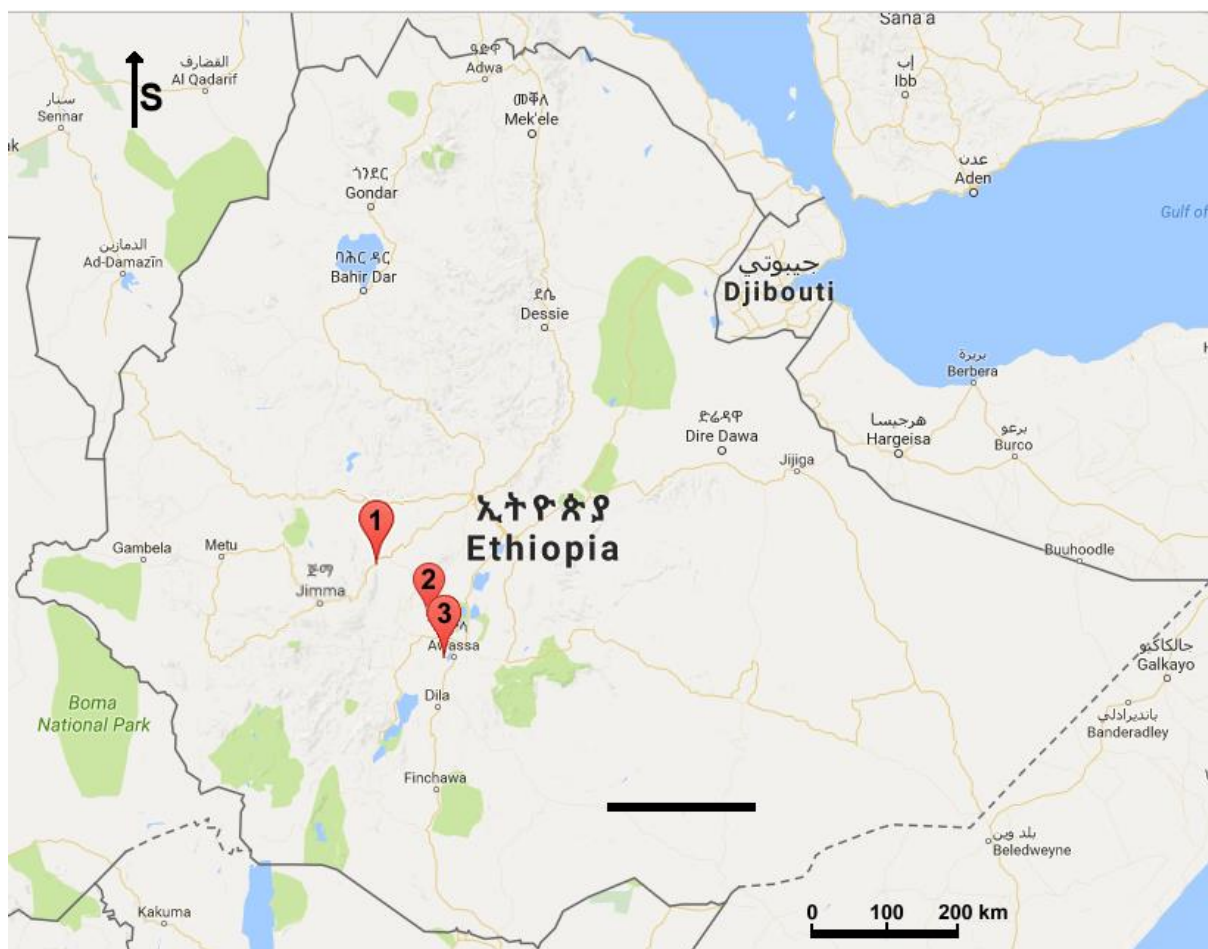 Sana'a
القضارف
Al Qadarif
ዓድዋ
Adwa
إب
Ibb
S
سنار
Sennar
መቐለ
Mek'ele
عدن
Aden
ጎንደር
Gondar
Gulf of
الدمازين
Ad-Damazīn
ባሕር ዳር
Bahir Dar
جيبوتي
Djibouti
ደሴ
Dessie
بربرة
Berbera
ድሬዳዋ
Dire Dawa
هرجيسا
Hargeisa
برعو
Burco
Jijiga
ኢትዮጵያ
Ethiopia
1
Gambela
Metu
Buuhoodle
ጅማ
Jimma
2
3
Awassa
جالكاكيو
Galkayo
Dila
Boma
National Park
بانديرادلي
Banderadley
Finchawa
بلد وين
Beledweyne
Kakuma
0 100 200 km